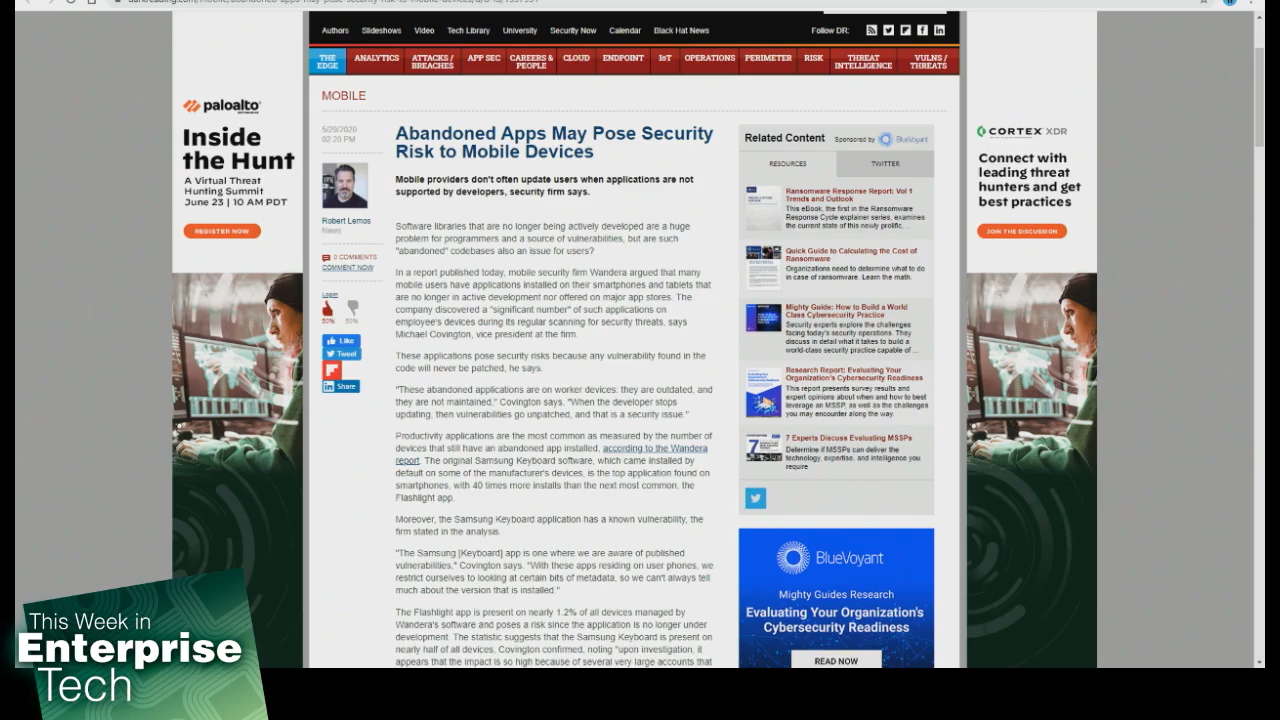 Authors Slideshows Video Tech Library University Security Now Calendar Black Hat News Follow DR:
THE EDGE
ANALYTICS
ATTACKS / BREACHES
APP SEC
CAREERS & PEOPLE
CLOUD
ENDPOINT
IoT
OPERATIONS
PERIMETER
RISK
THREAT INTELLIGENCE
VULNS / THREATS
paloalto
Inside
the Hunt
A Virtual Threat
Hunting Summit
June 23 | 10 AM PDT
REGISTER NOW
MOBILE
5/29/2020
02:20 PM
Robert Lemos
News
0 COMMENTS
COMMENT NOW
Login
50% 50%
Like
Tweet
Share
Abandoned Apps May Pose Security
Risk to Mobile Devices
Mobile providers don't often update users when applications are not
supported by developers, security firm says.
Software libraries that are no longer being actively developed are a huge
problem for programmers and a source of vulnerabilities, but are such
"abandoned" codebases also an issue for users?
In a report published today, mobile security firm Wandera argued that many
mobile users have applications installed on their smartphones and tablets that
are no longer in active development nor offered on major app stores. The
company discovered a "significant number" of such applications on
employee's devices during its regular scanning for security threats, says
Michael Covington, vice president at the firm.
These applications pose security risks because any vulnerability found in the
code will never be patched, he says.
"These abandoned applications are on worker devices, they are outdated, and
they are not maintained," Covington says. "When the developer stops
updating, then vulnerabilities go unpatched, and that is a security issue."
Productivity applications are the most common as measured by the number of
devices that still have an abandoned app installed, according to the Wandera
report. The original Samsung Keyboard software, which came installed by
default on some of the manufacturer's devices, is the top application found on
smartphones, with 40 times more installs than the next most common, the
Flashlight app.
Moreover, the Samsung Keyboard application has a known vulnerability, the
firm stated in the analysis.
"The Samsung [Keyboard] app is one where we are aware of published
vulnerabilities," Covington says. "With these apps residing on user phones, we
restrict ourselves to looking at certain bits of metadata, so we can't always tell
much about the version that is installed."
The Flashlight app is present on nearly 1.2% of all devices managed by
Wandera's software and poses a risk since the application is no longer under
development. The statistic suggests that the Samsung Keyboard is present on
nearly half of all devices, Covington confirmed, noting "upon investigation, it
appears that the impact is so high because of several very large accounts that
Related Content Sponsored by BlueVoyant
RESOURCES TWITTER
Ransomware Response Report: Vol 1
Trends and Outlook
This eBook, the first in the Ransomware
Response Cycle explainer series, examines
the current state of this newly prolific, ...
Quick Guide to Calculating the Cost of
Ransomware
Organizations need to determine what to do
in case of ransomware. Learn the math.
Mighty Guide: How to Build a World
Class Cybersecurity Practice
Security experts explore the challenges
facing today's security operations. They
discuss in detail what it takes to build a
world-class security practice capable of ...
Research Report: Evaluating Your
Organization's Cybersecurity Readiness
This report presents survey results and
expert opinions about when and how to best
leverage an MSSP, as well as the challenges
you may encounter along the way.
7 Experts Discuss Evaluating MSSPs
Determine if MSSPs can deliver the
technology, expertise, and intelligence you
require
BlueVoyant
Mighty Guides Research
Evaluating Your Organization's
Cybersecurity Readiness
READ NOW
CORTEX XDR
Connect with
leading threat
hunters and get
best practices
JOIN THE DISCUSSION
This Week in
Enterprise
Tech